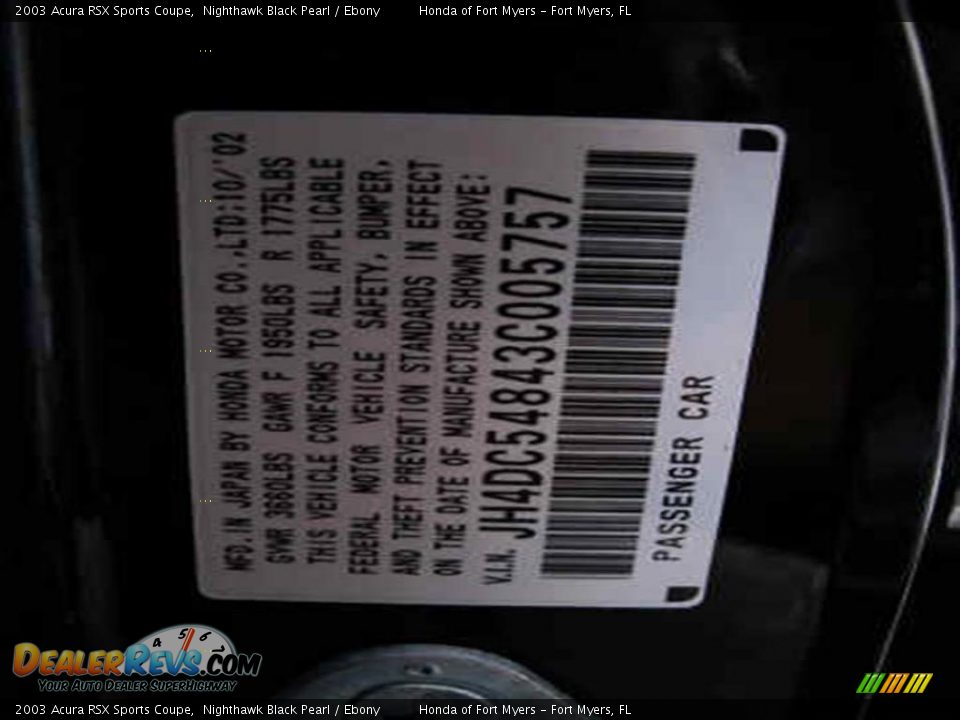 2003 Acura RSX Sports Coupe, Nighthawk Black Pearl / Ebony Honda of Fort Myers - Fort Myers, FL
MFD. IN JAPAN BY HONDA MOTOR CO., LTD: 10/'02
GVWR 3660LBS GAWR F 1950LBS R 1775LBS
THIS VEHICLE CONFORMS TO ALL APPLICABLE
FEDERAL MOTOR VEHICLE SAFETY, BUMPER,
AND THEFT PREVENTION STANDARDS IN EFFECT
ON THE DATE OF MANUFACTURE SHOWN ABOVE:
V.I.N. JH4DC54843C005757
PASSENGER CAR
4 5 6
DEALERREVS.COM
YOUR AUTO DEALER SUPERHIGHWAY
2003 Acura RSX Sports Coupe, Nighthawk Black Pearl / Ebony Honda of Fort Myers - Fort Myers, FL